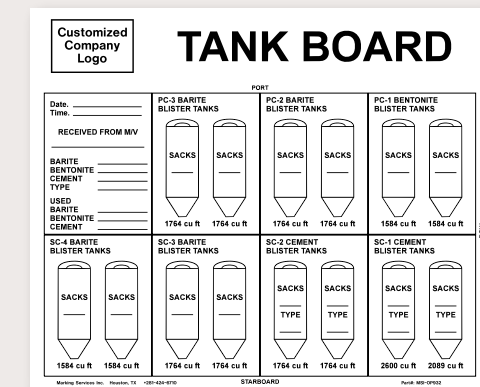 Customized
Company
Logo
TANK BOARD
PORT
Date.
Time.
RECEIVED FROM M/V
BARITE
BENTONITE
CEMENT
TYPE
USED
BARITE
BENTONITE
CEMENT
PC-3 BARITE
BLISTER TANKS
SACKS SACKS
1764 cu ft 1764 cu ft
PC-2 BARITE
BLISTER TANKS
SACKS SACKS
1764 cu ft 1764 cu ft
PC-1 BENTONITE
BLISTER TANKS
SACKS SACKS
1584 cu ft 1584 cu ft
SC-4 BARITE
BLISTER TANKS
SACKS SACKS
1584 cu ft 1584 cu ft
SC-3 BARITE
BLISTER TANKS
SACKS SACKS
1764 cu ft 1764 cu ft
SC-2 CEMENT
BLISTER TANKS
SACKS SACKS
TYPE TYPE
1764 cu ft 1764 cu ft
SC-1 CEMENT
BLISTER TANKS
SACKS SACKS
TYPE TYPE
2600 cu ft 2089 cu ft
Marking Services Inc. Houston, TX •281-424-6710
STARBOARD
Part#: MSI-OP932